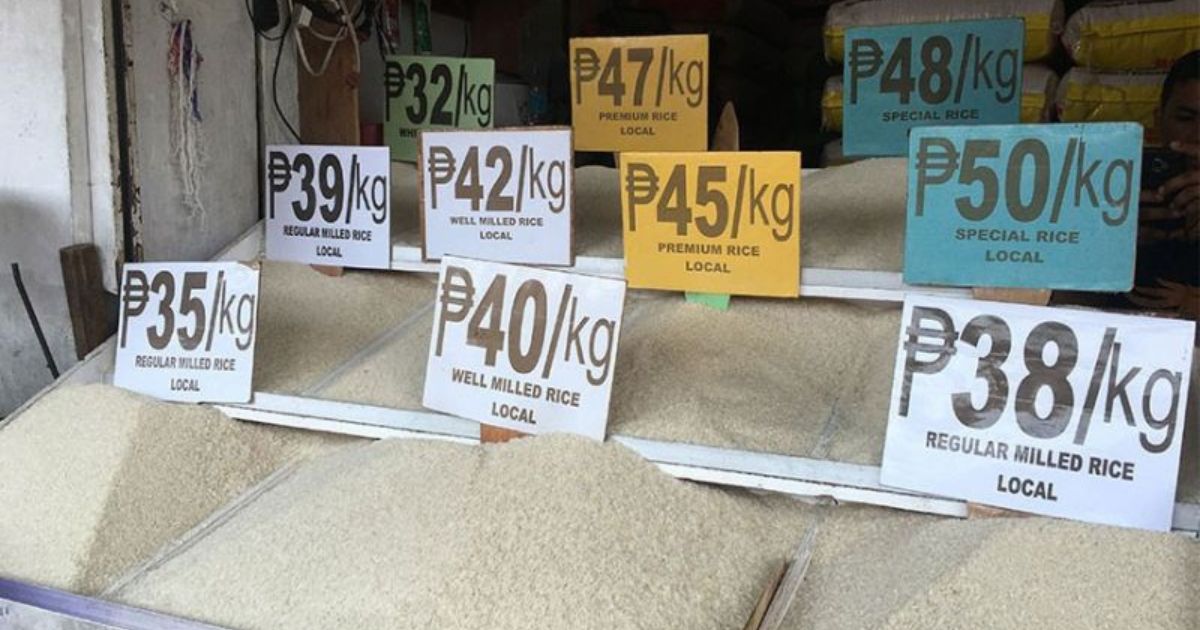 ₱32/kg
₱47/kg
PREMIUM RICE
LOCAL
₱48/kg
SPECIAL RICE
₱39/kg
REGULAR MILLED RICE
LOCAL
₱42/kg
WELL MILLED RICE
LOCAL
₱45/kg
PREMIUM RICE
LOCAL
₱50/kg
SPECIAL RICE
LOCAL
₱35/kg
REGULAR MILLED RICE
LOCAL
₱40/kg
WELL MILLED RICE
LOCAL
₱38/kg
REGULAR MILLED RICE
LOCAL